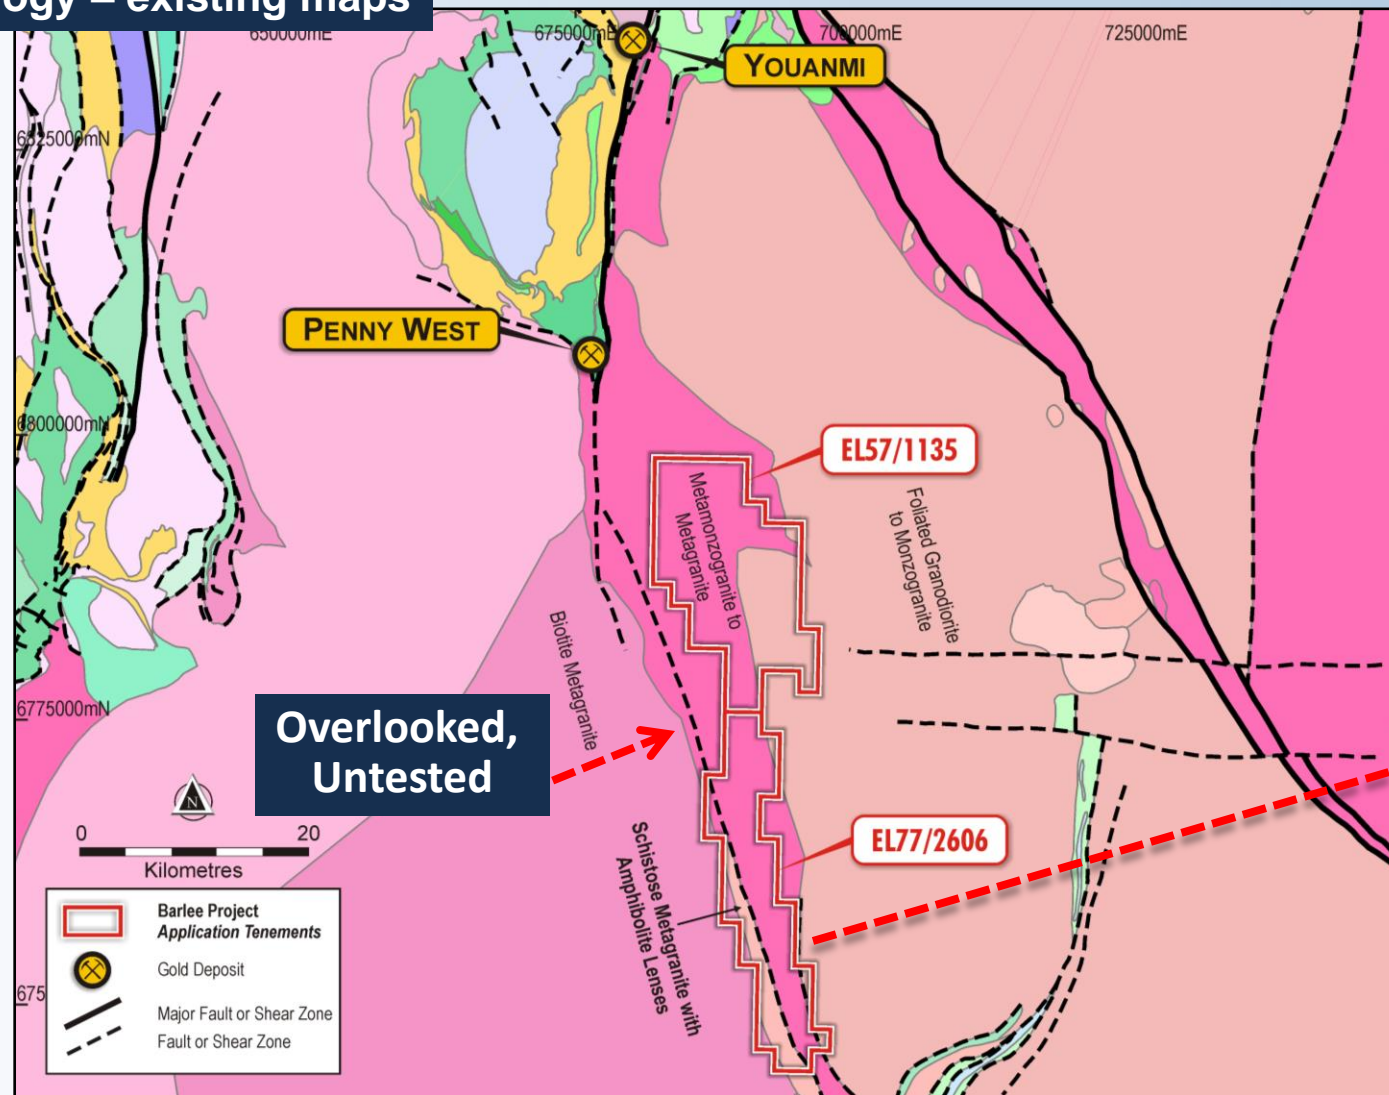 ogy – existing maps
650000mE
675000mE
700000mE
725000mE
YOUANMI
6825000mN
PENNY WEST
6800000mN
EL57/1135
Metamonzogranite to
Metagranite
Foliated Granodiorite
to Monzogranite
Biotite Metagranite
6775000mN
Overlooked,
Untested
N
0 20
Kilometres
EL77/2606
Schistose Metagranite with
Amphibolite Lenses
Barlee Project
Application Tenements
Gold Deposit
675
Major Fault or Shear Zone
Fault or Shear Zone